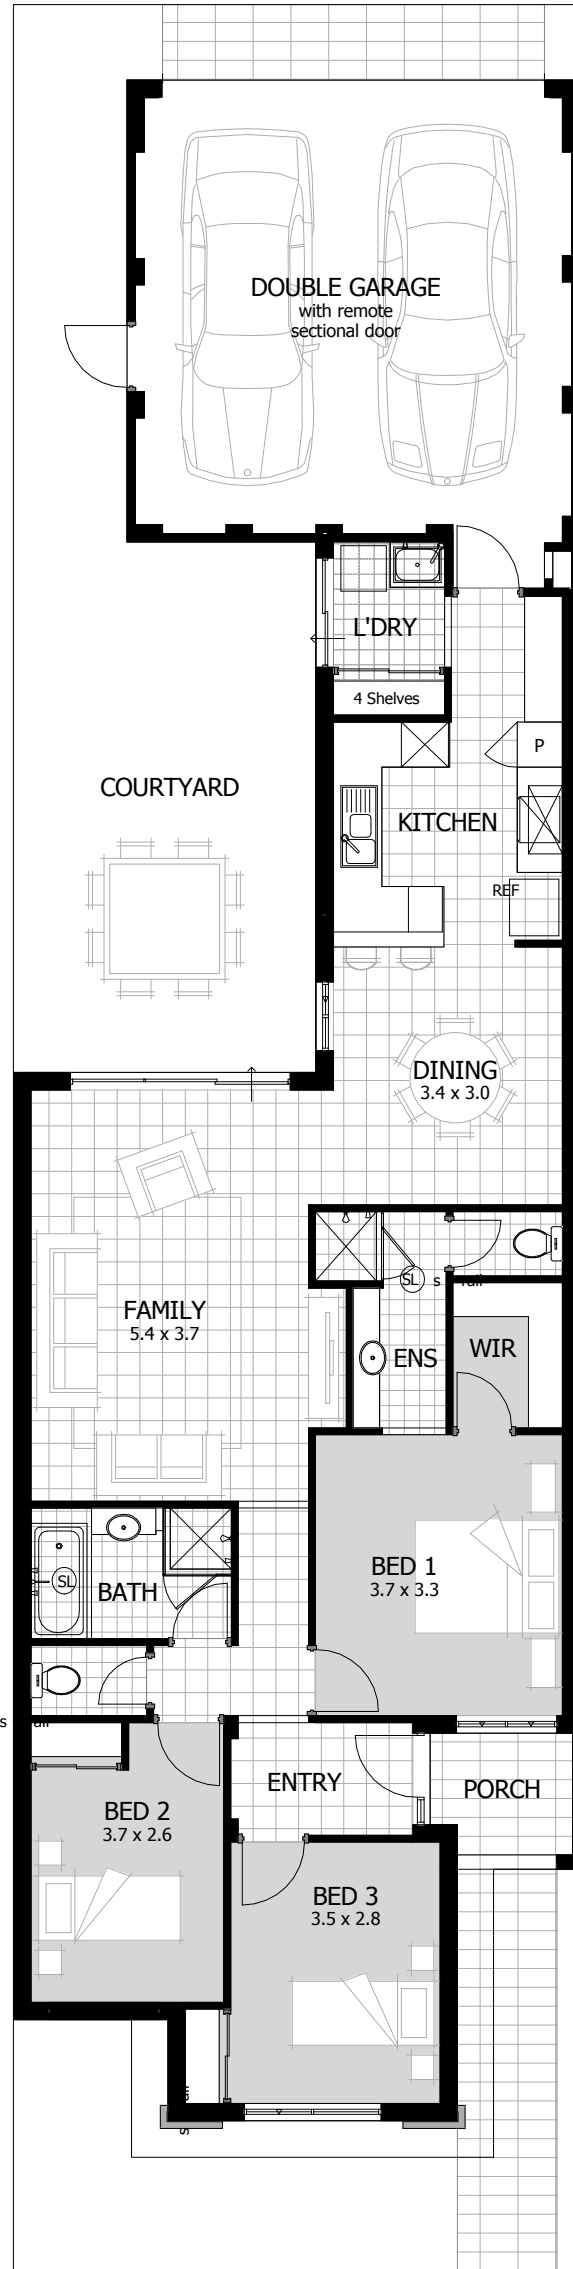 DOUBLE GARAGE
with remote
sectional door
L'DRY
4 Shelves
P
COURTYARD
KITCHEN
REF
DINING
3.4 x 3.0
SL
s
FAMILY
5.4 x 3.7
ENS
WIR
BED 1
3.7 x 3.3
SL
BATH
s
ENTRY
PORCH
BED 2
3.7 x 2.6
BED 3
3.5 x 2.8
s